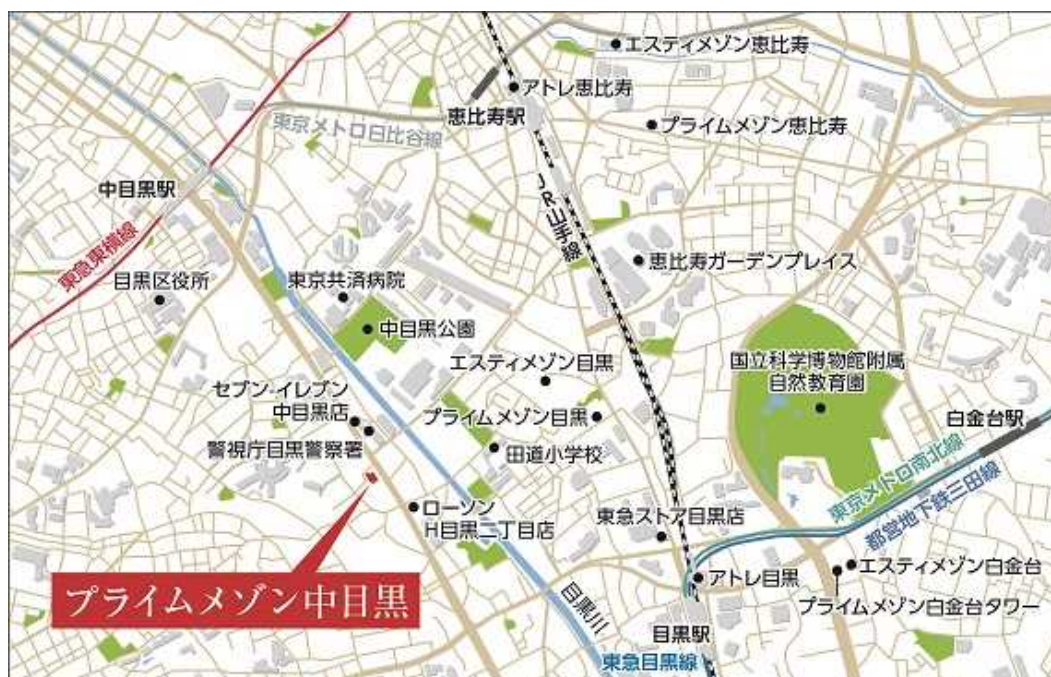 エスティメゾン恵比寿
アトレ恵比寿
恵比寿駅
東京メトロ日比谷線
プライムメゾン恵比寿
中目黒駅
JR山手線
東急東横線
目黒区役所
東京共済病院
恵比寿ガーデンプレイス
中目黒公園
エスティメゾン目黒
国立科学博物館附属
自然教育園
セブン-イレブン
中目黒店
プライムメゾン目黒
白金台駅
警視庁目黒警察署
田道小学校
東京メトロ南北線
都営地下鉄三田線
ローソン
H目黒二丁目店
東急ストア目黒店
プライムメゾン中目黒
目黒川
アトレ目黒
エスティメゾン白金台
プライムメゾン白金台タワー
目黒駅
東急目黒線